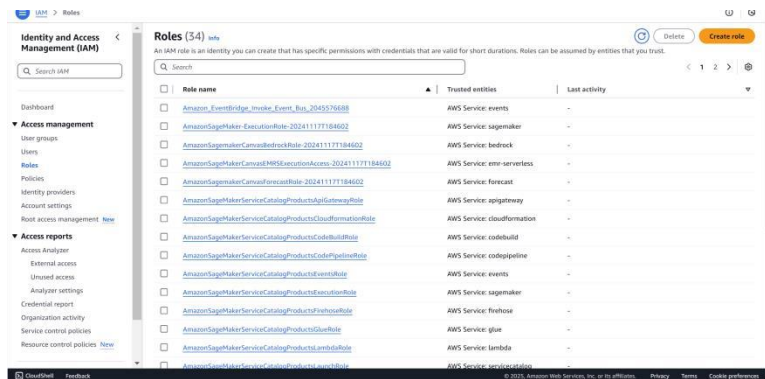 IAM > Roles
Identity and Access Management (IAM)
Search IAM
Dashboard
Access management
User groups
Users
Roles
Policies
Identity providers
Account settings
Root access management New
Access reports
Access Analyzer
External access
Unused access
Analyzer settings
Credential report
Organization activity
Service control policies
Resource control policies New
Roles (34) Info
Delete
Create role
An IAM role is an identity you can create that has specific permissions with credentials that are valid for short durations. Roles can be assumed by entities that you trust.
Search
1 2
Role name Trusted entities Last activity
Amazon_EventBridge_Invoke_Event_Bus_2045576688 AWS Service: events -
AmazonSageMaker-ExecutionRole-20241117T184602 AWS Service: sagemaker -
AmazonSagemakerCanvasBedrockRole-20241117T184602 AWS Service: bedrock -
AmazonSageMakerCanvasEMRSExecutionAccess-20241117T184602 AWS Service: emr-serverless -
AmazonSagemakerCanvasForecastRole-20241117T184602 AWS Service: forecast -
AmazonSageMakerServiceCatalogProductsApiGatewayRole AWS Service: apigateway -
AmazonSageMakerServiceCatalogProductsCloudformationRole AWS Service: cloudformation -
AmazonSageMakerServiceCatalogProductsCodeBuildRole AWS Service: codebuild -
AmazonSageMakerServiceCatalogProductsCodePipelineRole AWS Service: codepipeline -
AmazonSageMakerServiceCatalogProductsEventsRole AWS Service: events -
AmazonSageMakerServiceCatalogProductsExecutionRole AWS Service: sagemaker -
AmazonSageMakerServiceCatalogProductsFirehoseRole AWS Service: firehose -
AmazonSageMakerServiceCatalogProductsGlueRole AWS Service: glue -
AmazonSageMakerServiceCatalogProductsLambdaRole AWS Service: lambda -
AmazonSageMakerServiceCatalogProductsLaunchRole AWS Service: servicecatalog
CloudShell Feedback © 2025, Amazon Web Services, Inc. or its affiliates. Privacy Terms Cookie preferences